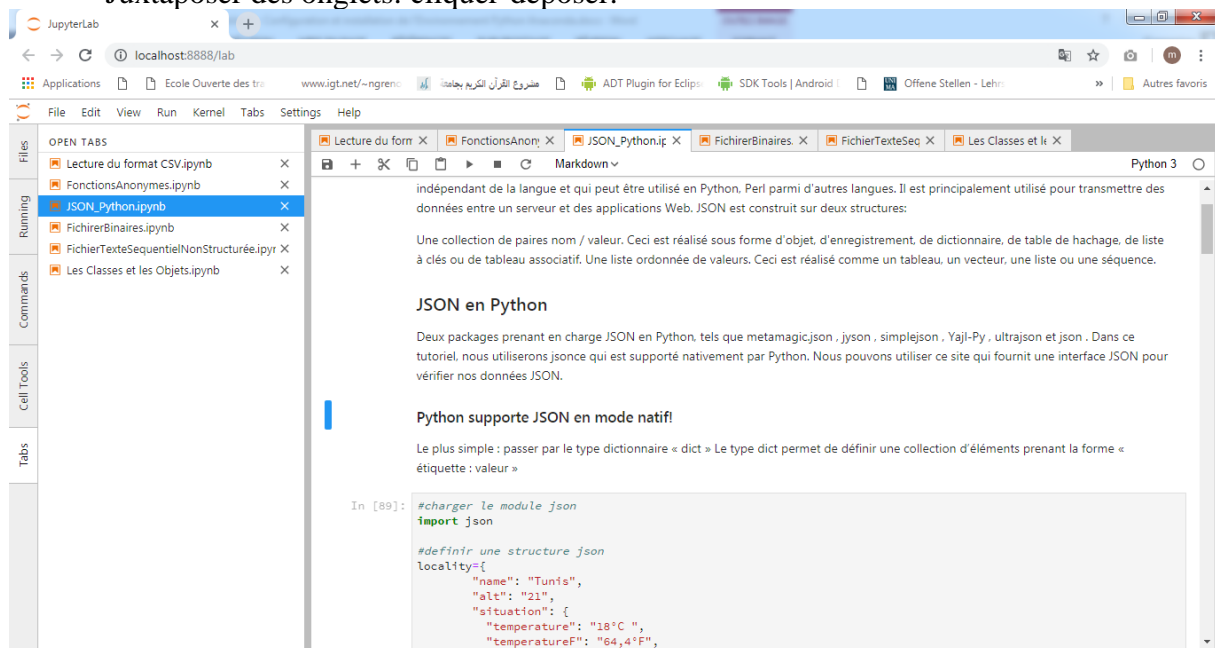 Juxtaposer des onglets: cliquer-déposer.
JupyterLab
localhost:8888/lab
Applications Ecole Ouverte des tra www.igt.net/~ngreno مشروع القرآن الكريم بجامعة ADT Plugin for Eclips SDK Tools | Android Offene Stellen - Lehr » Autres favoris
File Edit View Run Kernel Tabs Settings Help
Files
Running
Commands
Cell Tools
Tabs
OPEN TABS
Lecture du format CSV.ipynb
FonctionsAnonymes.ipynb
JSON_Python.ipynb
FichirerBinaires.ipynb
FichierTexteSequentielNonStructurée.ipyr
Les Classes et les Objets.ipynb
Lecture du form FonctionsAnony JSON_Python.ip FichirerBinaires. FichierTexteSeq Les Classes et le
Markdown Python 3
indépendant de la langue et qui peut être utilisé en Python, Perl parmi d'autres langues. Il est principalement utilisé pour transmettre des
données entre un serveur et des applications Web. JSON est construit sur deux structures:
Une collection de paires nom / valeur. Ceci est réalisé sous forme d'objet, d'enregistrement, de dictionnaire, de table de hachage, de liste
à clés ou de tableau associatif. Une liste ordonnée de valeurs. Ceci est réalisé comme un tableau, un vecteur, une liste ou une séquence.
JSON en Python
Deux packages prenant en charge JSON en Python, tels que metamagic.json , jyson , simplejson , Yajl-Py , ultrajson et json . Dans ce
tutoriel, nous utiliserons jsonce qui est supporté nativement par Python. Nous pouvons utiliser ce site qui fournit une interface JSON pour
vérifier nos données JSON.
Python supporte JSON en mode natif!
Le plus simple : passer par le type dictionnaire « dict » Le type dict permet de définir une collection d'éléments prenant la forme «
étiquette : valeur »
In [89]: #charger le module json
import json
#definir une structure json
locality={
"name": "Tunis",
"alt": "21",
"situation": {
"temperature": "18°C ",
"temperatureF": "64,4°F",